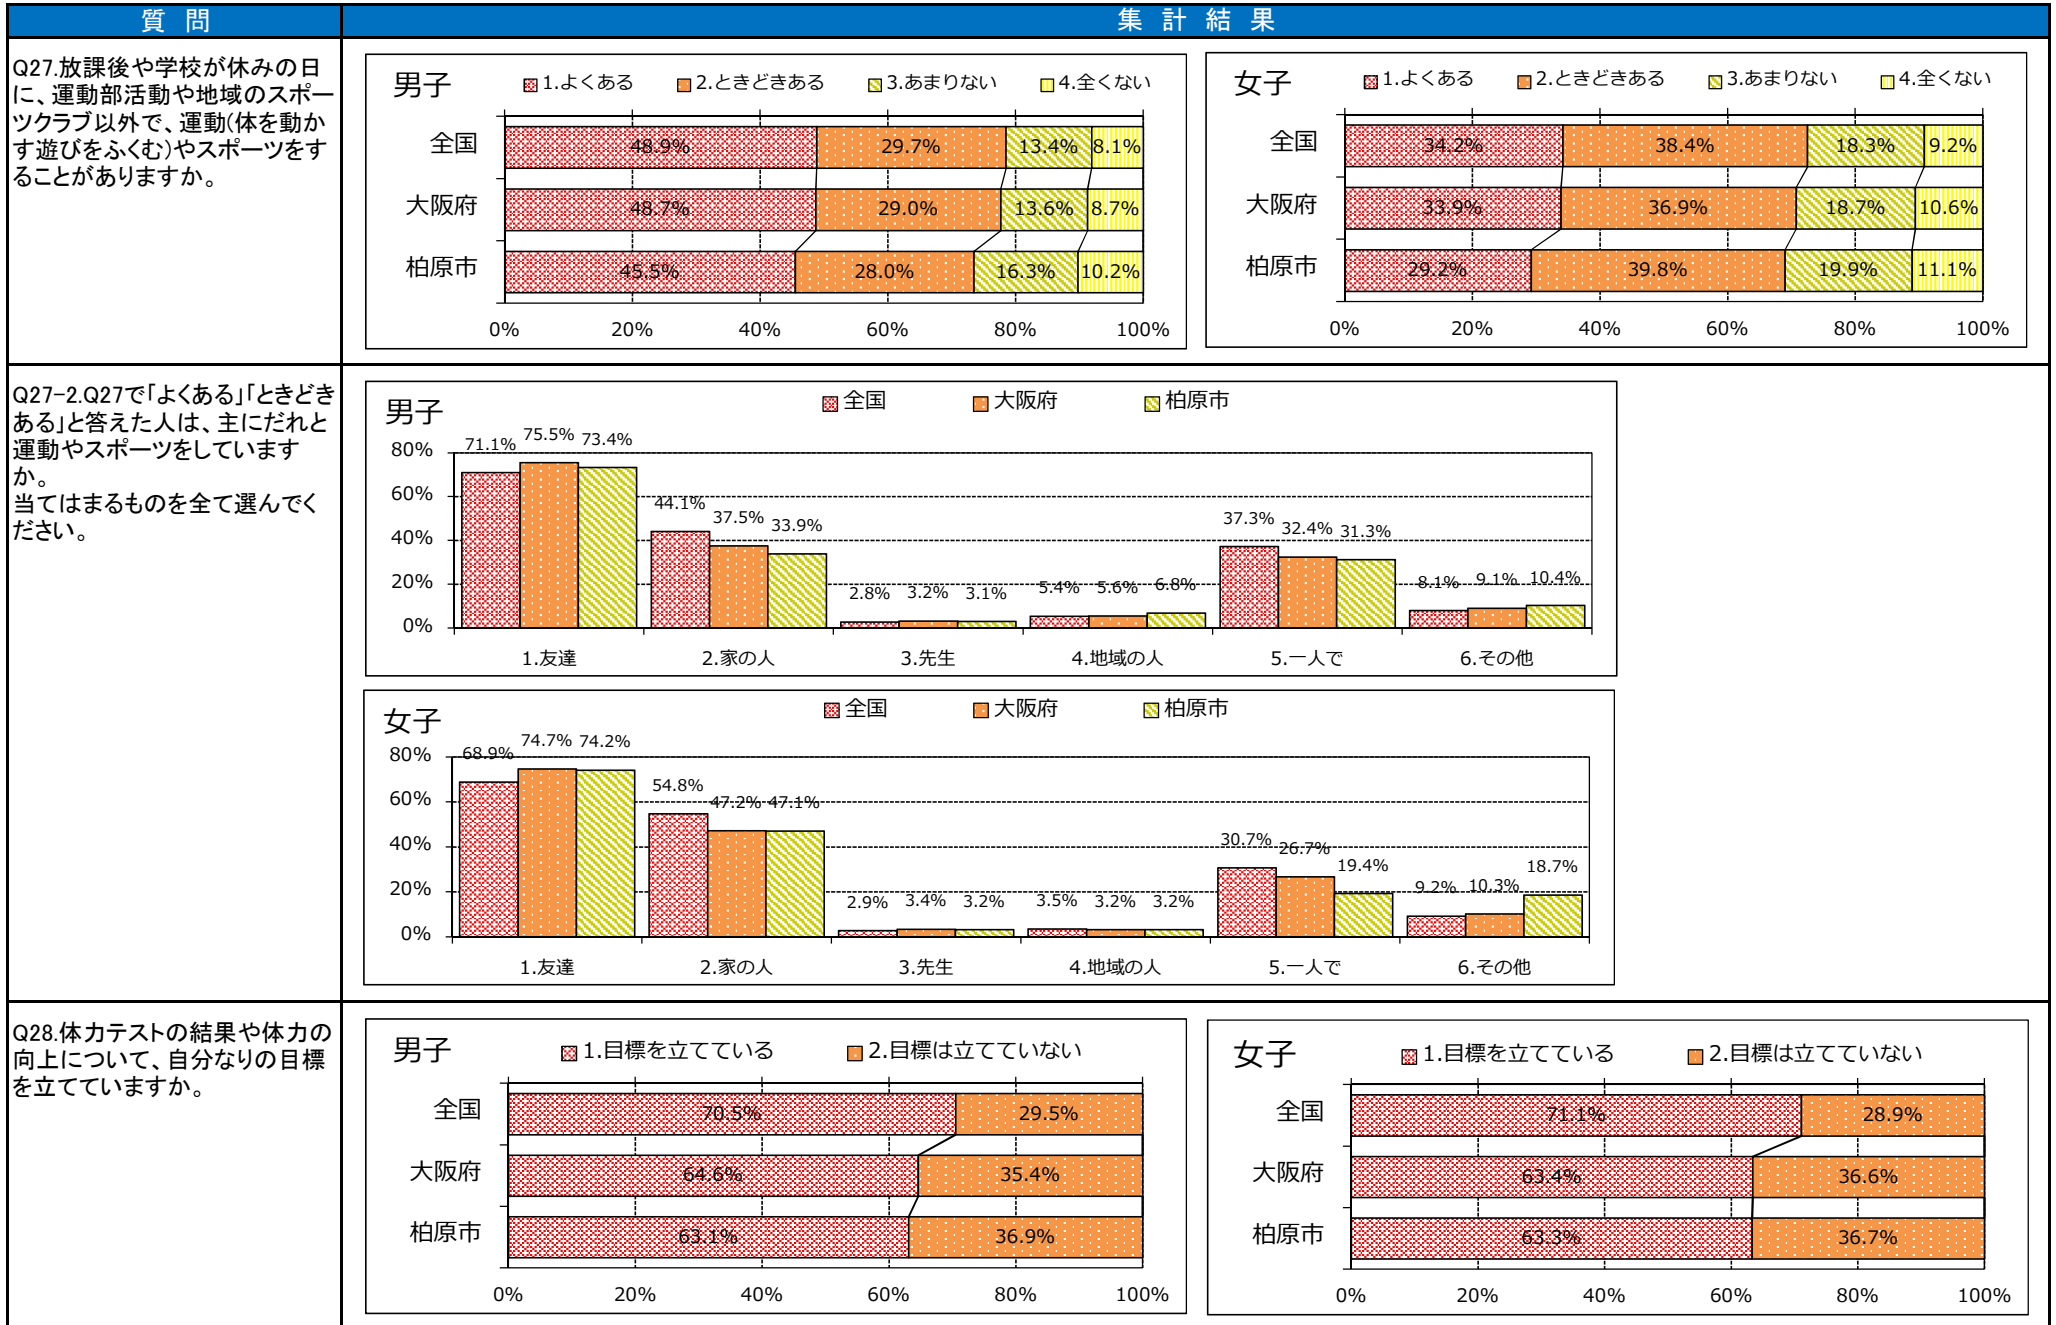 質 問
集 計 結 果
Q27.放課後や学校が休みの日
に、運動部活動や地域のスポー
ツクラブ以外で、運動(体を動か
す遊びをふくむ)やスポーツをす
ることがありますか。
男子
1.よくある 2.ときどきある 3.あまりない 4.全くない
全国 48.9% 29.7% 13.4% 8.1%
大阪府 48.7% 29.0% 13.6% 8.7%
柏原市 45.5% 28.0% 16.3% 10.2%
0% 20% 40% 60% 80% 100%
女子
1.よくある 2.ときどきある 3.あまりない 4.全くない
全国 34.2% 38.4% 18.3% 9.2%
大阪府 33.9% 36.9% 18.7% 10.6%
柏原市 29.2% 39.8% 19.9% 11.1%
0% 20% 40% 60% 80% 100%
Q27-2.Q27で「よくある」「ときどき
ある」と答えた人は、主にだれと
運動やスポーツをしています
か。
当てはまるものを全て選んでく
ださい。
男子
全国 大阪府 柏原市
71.1% 75.5% 73.4%
44.1% 37.5% 33.9%
2.8% 3.2% 3.1%
5.4% 5.6% 6.8%
37.3% 32.4% 31.3%
8.1% 9.1% 10.4%
80%
60%
40%
20%
0%
1.友達 2.家の人 3.先生 4.地域の人 5.一人で 6.その他
女子
全国 大阪府 柏原市
68.9% 74.7% 74.2%
54.8% 47.2% 47.1%
2.9% 3.4% 3.2%
3.5% 3.2% 3.2%
30.7% 26.7% 19.4%
9.2% 10.3% 18.7%
80%
60%
40%
20%
0%
1.友達 2.家の人 3.先生 4.地域の人 5.一人で 6.その他
Q28.体力テストの結果や体力の
向上について、自分なりの目標
を立てていますか。
男子
1.目標を立てている 2.目標は立てていない
全国 70.5% 29.5%
大阪府 64.6% 35.4%
柏原市 63.1% 36.9%
0% 20% 40% 60% 80% 100%
女子
1.目標を立てている 2.目標は立てていない
全国 71.1% 28.9%
大阪府 63.4% 36.6%
柏原市 63.3% 36.7%
0% 20% 40% 60% 80% 100%